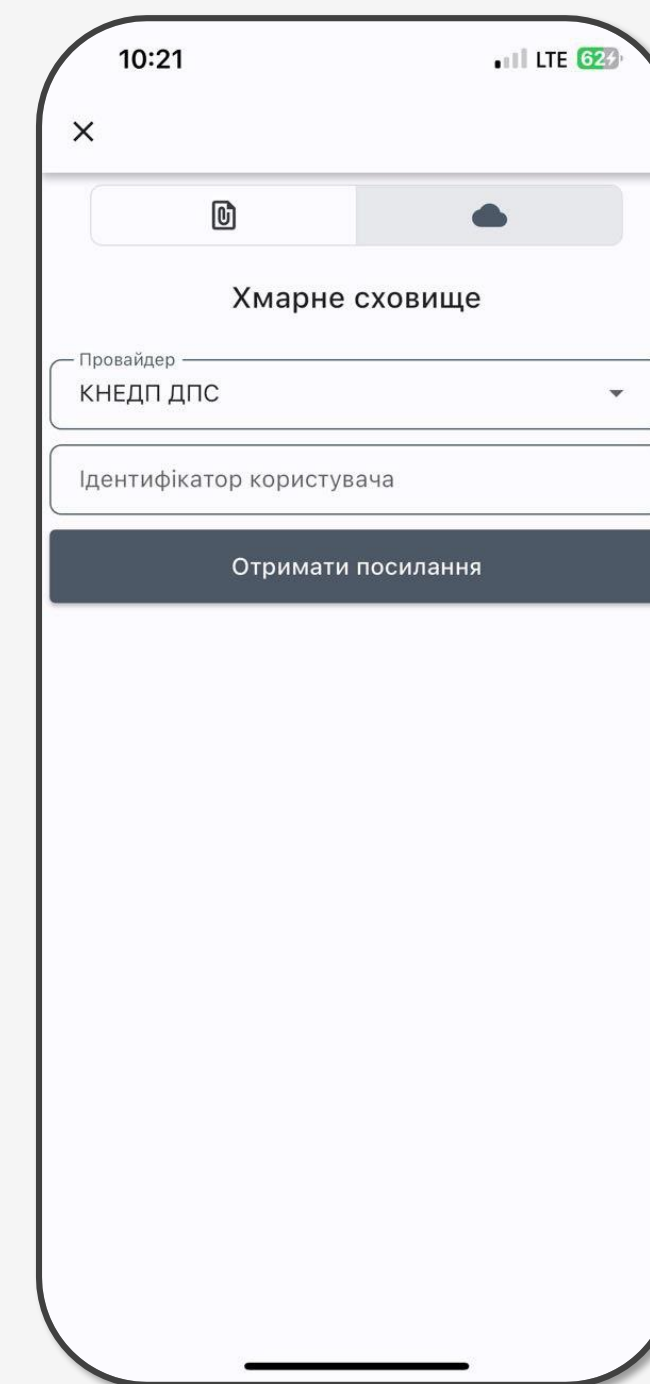 10:21 LTE 62
Хмарне сховище
Провайдер
КНЕДП ДПС
Ідентифікатор користувача
Отримати посилання